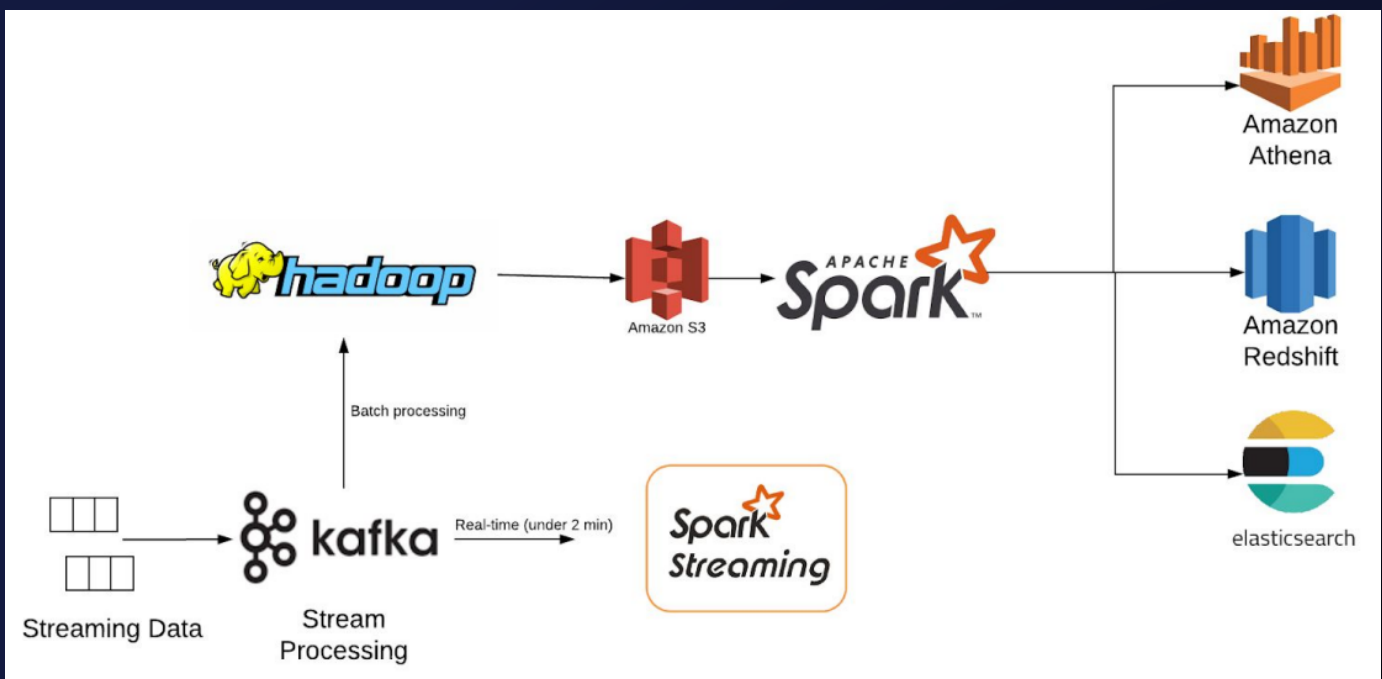 Amazon
Athena
hadoop
Amazon S3
APACHE
Spark™
Amazon
Redshift
Batch processing
elasticsearch
kafka
Real-time (under 2 min)
Spark
Streaming
Streaming Data
Stream
Processing